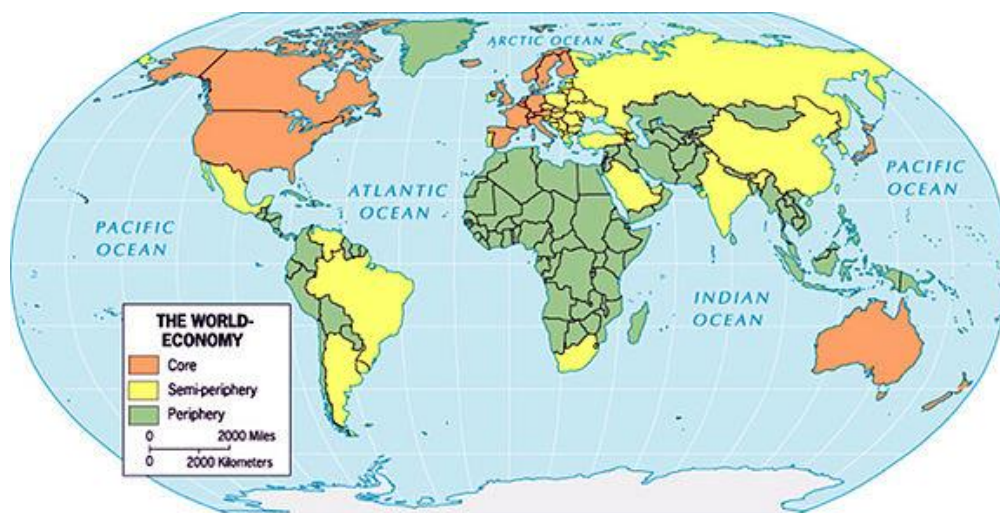 ARCTIC OCEAN
ATLANTIC
OCEAN
PACIFIC
OCEAN
PACIFIC
OCEAN
INDIAN
OCEAN
THE WORLD-
ECONOMY
Core
Semi-periphery
Periphery
0 2000 Miles
0 2000 Kilometers